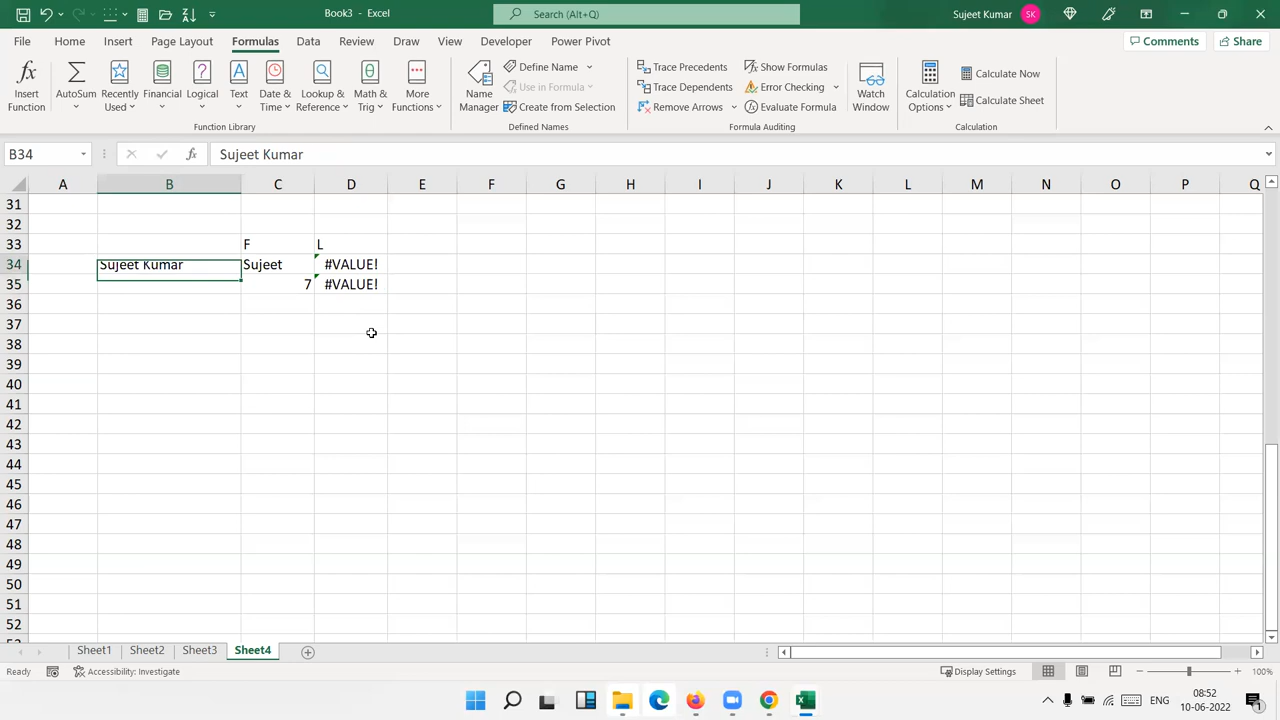 Book3 - Excel
Search (Alt+Q)
Sujeet Kumar
SK
File Home Insert Page Layout Formulas Data Review View Draw Developer Power Pivot
Comments
Share
Insert Function
AutoSum
Recently Used
Financial
Logical
Text
Date & Time
Lookup & Reference
Math & Trig
More Functions
Function Library
Name Manager
Define Name
Use in Formula
Create from Selection
Defined Names
Trace Precedents
Trace Dependents
Remove Arrows
Show Formulas
Error Checking
Evaluate Formula
Formula Auditing
Watch Window
Calculation Options
Calculate Now
Calculate Sheet
Calculation
B34
fx
Sujeet Kumar
A B C D E F G H I J K L M N O P Q
31
32
33 F L
34 Sujeet Kumar Sujeet #VALUE!
35 7 #VALUE!
36
37
38
39
40
41
42
43
44
45
46
47
48
49
50
51
52
Sheet1 Sheet2 Sheet3 Sheet4
Ready
Accessibility: Investigate
Display Settings
100%
ENG
08:52
10-06-2022
1